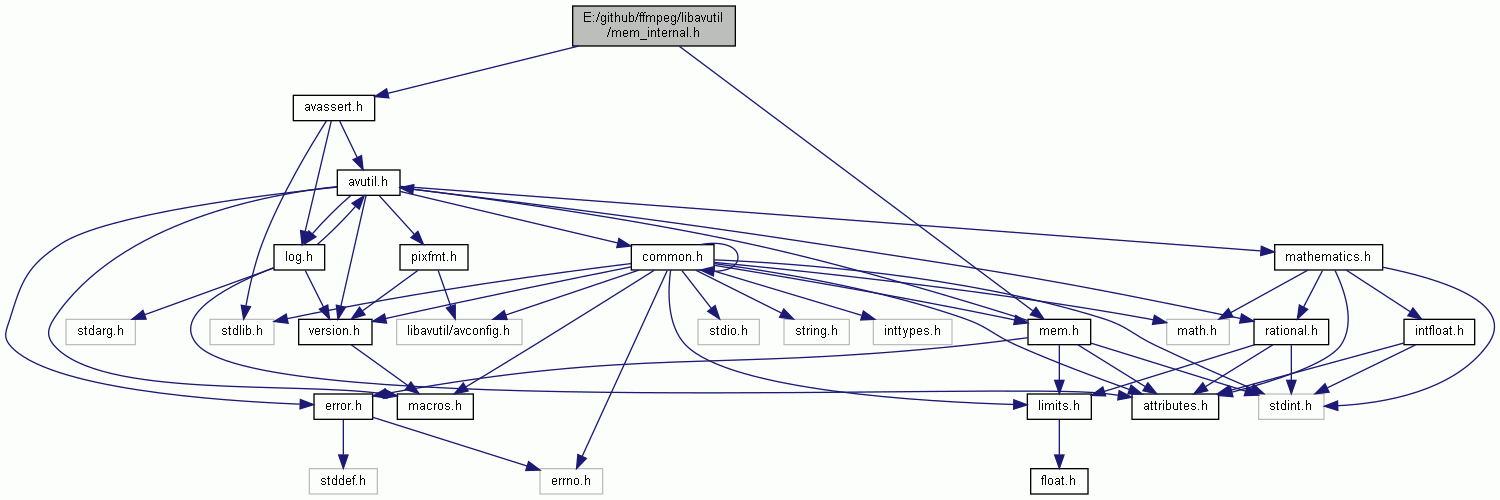 E:/github/ffmpeg/libavutil
/mem_internal.h
avassert.h
avutil.h
log.h
pixfmt.h
common.h
mathematics.h
stdarg.h
stdlib.h
version.h
libavutil/avconfig.h
stdio.h
string.h
inttypes.h
mem.h
math.h
rational.h
intfloat.h
error.h
macros.h
limits.h
attributes.h
stdint.h
stddef.h
errno.h
float.h